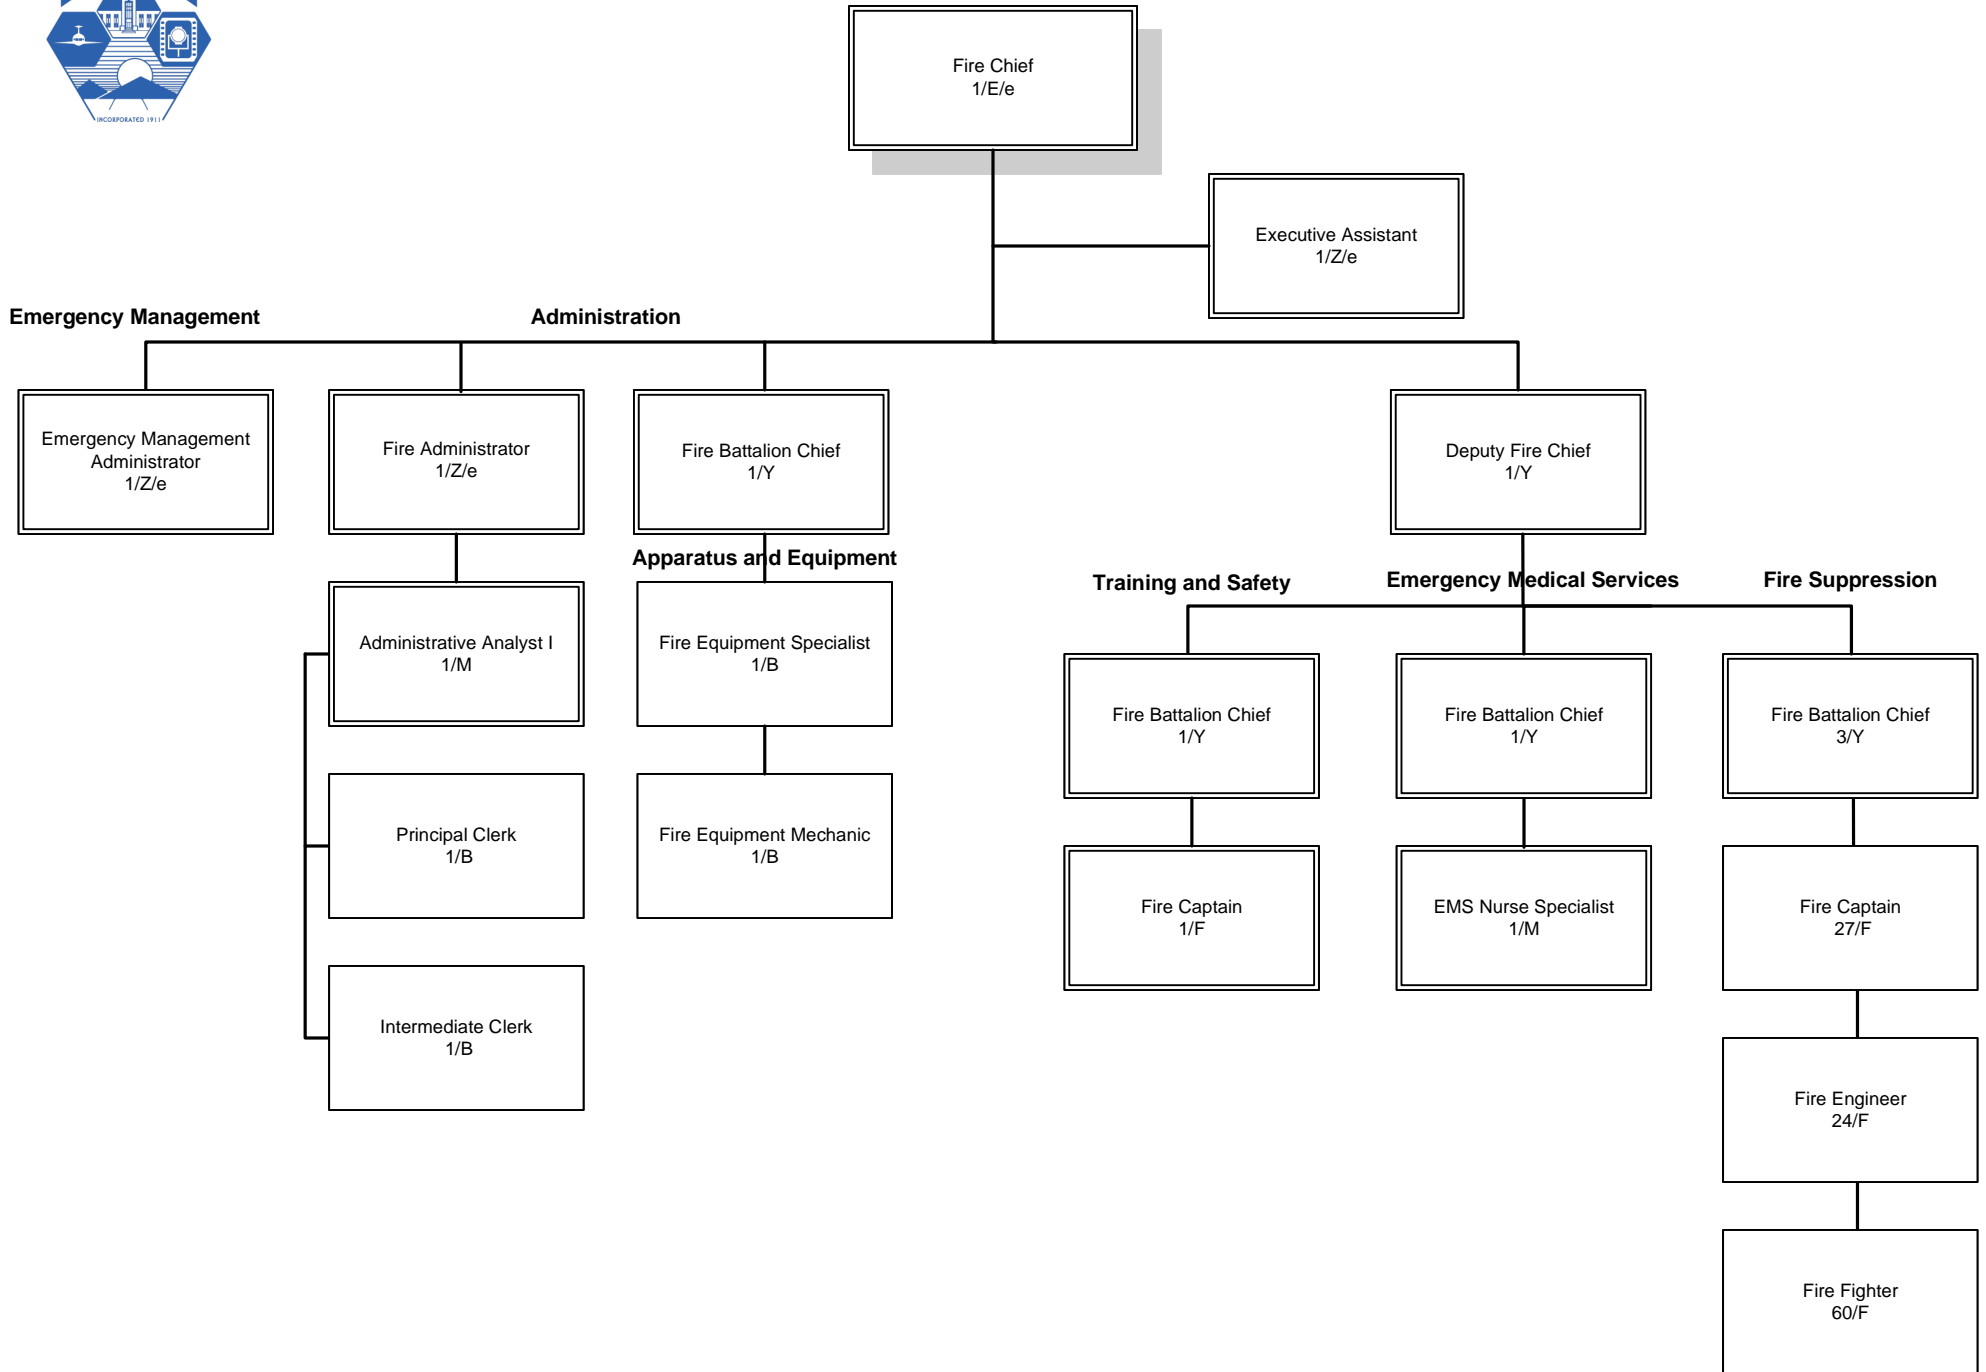 INCORPORATED 1911
Fire Chief
1/E/e
Executive Assistant
1/Z/e
Emergency Management
Administration
Emergency Management
Administrator
1/Z/e
Fire Administrator
1/Z/e
Fire Battalion Chief
1/Y
Deputy Fire Chief
1/Y
Apparatus and Equipment
Training and Safety
Emergency Medical Services
Fire Suppression
Administrative Analyst I
1/M
Fire Equipment Specialist
1/B
Fire Battalion Chief
1/Y
Fire Battalion Chief
1/Y
Fire Battalion Chief
3/Y
Principal Clerk
1/B
Fire Equipment Mechanic
1/B
Fire Captain
1/F
EMS Nurse Specialist
1/M
Fire Captain
27/F
Intermediate Clerk
1/B
Fire Engineer
24/F
Fire Fighter
60/F